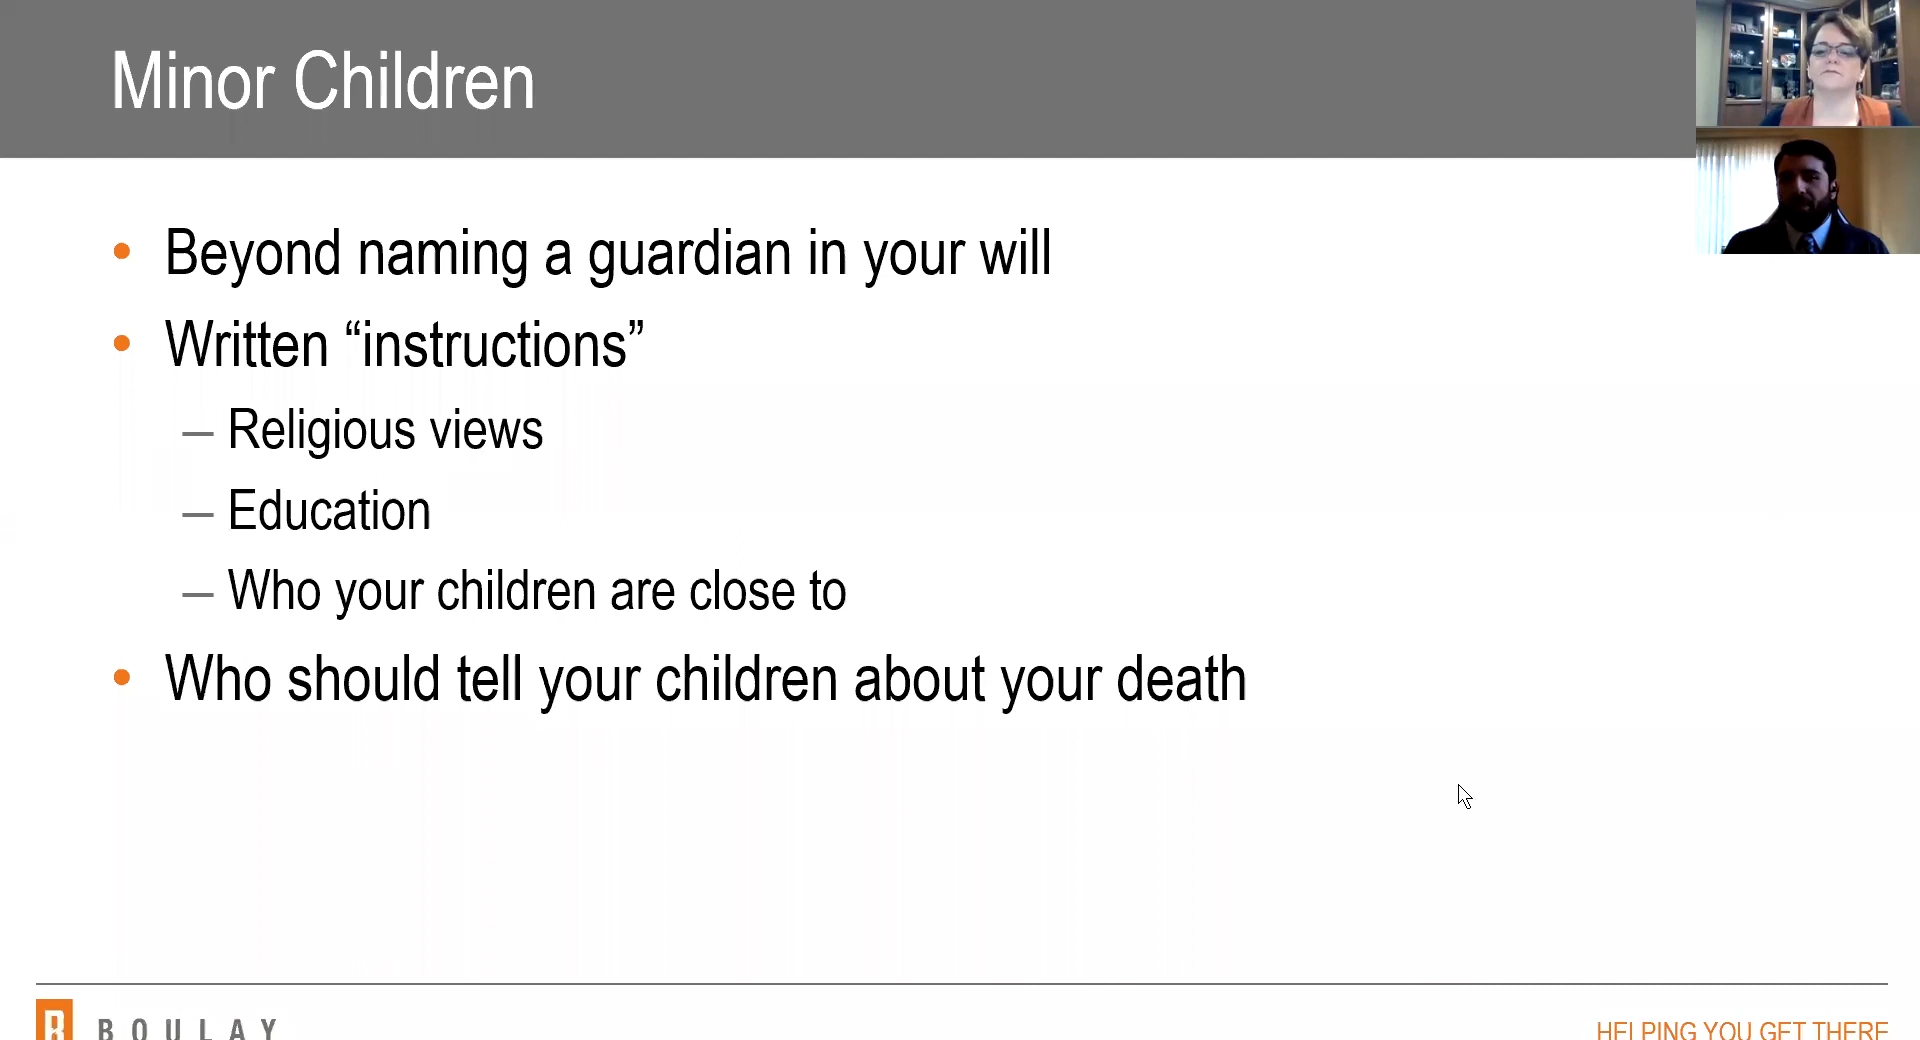 Minor Children
• Beyond naming a guardian in your will
• Written “instructions”
– Religious views
– Education
– Who your children are close to
• Who should tell your children about your death
B BOULAY
HELPING YOU GET THERE